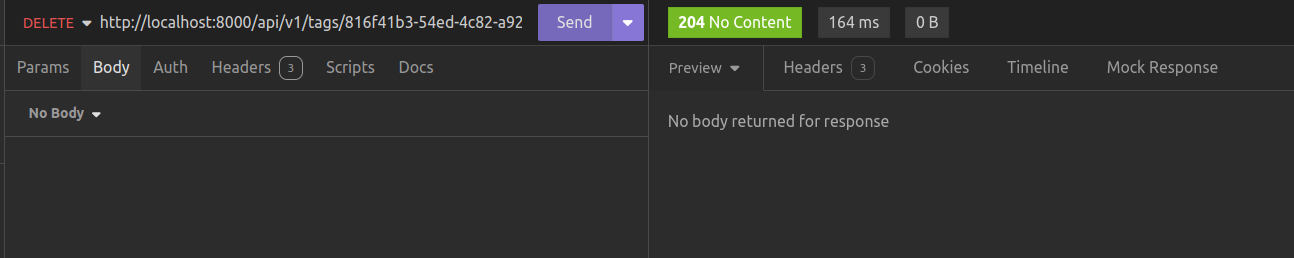 DELETE http://localhost:8000/api/v1/tags/816f41b3-54ed-4c82-a92 Send
204 No Content 164 ms 0 B
Params Body Auth Headers 3 Scripts Docs
Preview Headers 3 Cookies Timeline Mock Response
No Body
No body returned for response